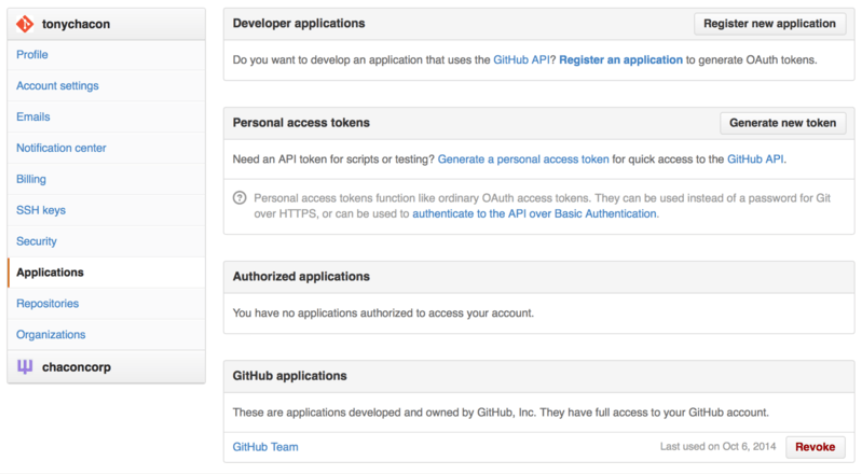 tonychacon
Profile
Account settings
Emails
Notification center
Billing
SSH keys
Security
Applications
Repositories
Organizations
chaconcorp
Developer applications
Register new application
Do you want to develop an application that uses the GitHub API? Register an application to generate OAuth tokens.
Personal access tokens
Generate new token
Need an API token for scripts or testing? Generate a personal access token for quick access to the GitHub API.
Personal access tokens function like ordinary OAuth access tokens. They can be used instead of a password for Git
over HTTPS, or can be used to authenticate to the API over Basic Authentication.
Authorized applications
You have no applications authorized to access your account.
GitHub applications
These are applications developed and owned by GitHub, Inc. They have full access to your GitHub account.
GitHub Team
Last used on Oct 6, 2014
Revoke